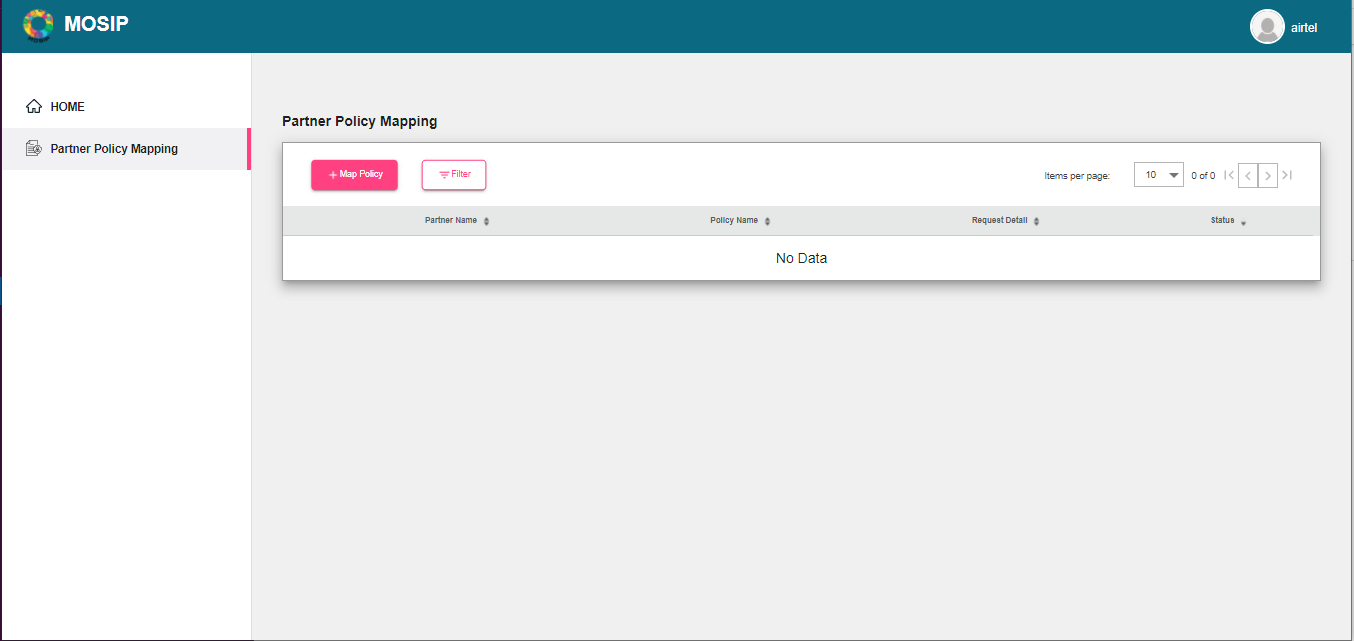 MOSIP
airtel
HOME
Partner Policy Mapping
Partner Policy Mapping
+ Map Policy
Filter
Items per page:
10
0 of 0
Partner Name
Policy Name
Request Detail
Status
No Data